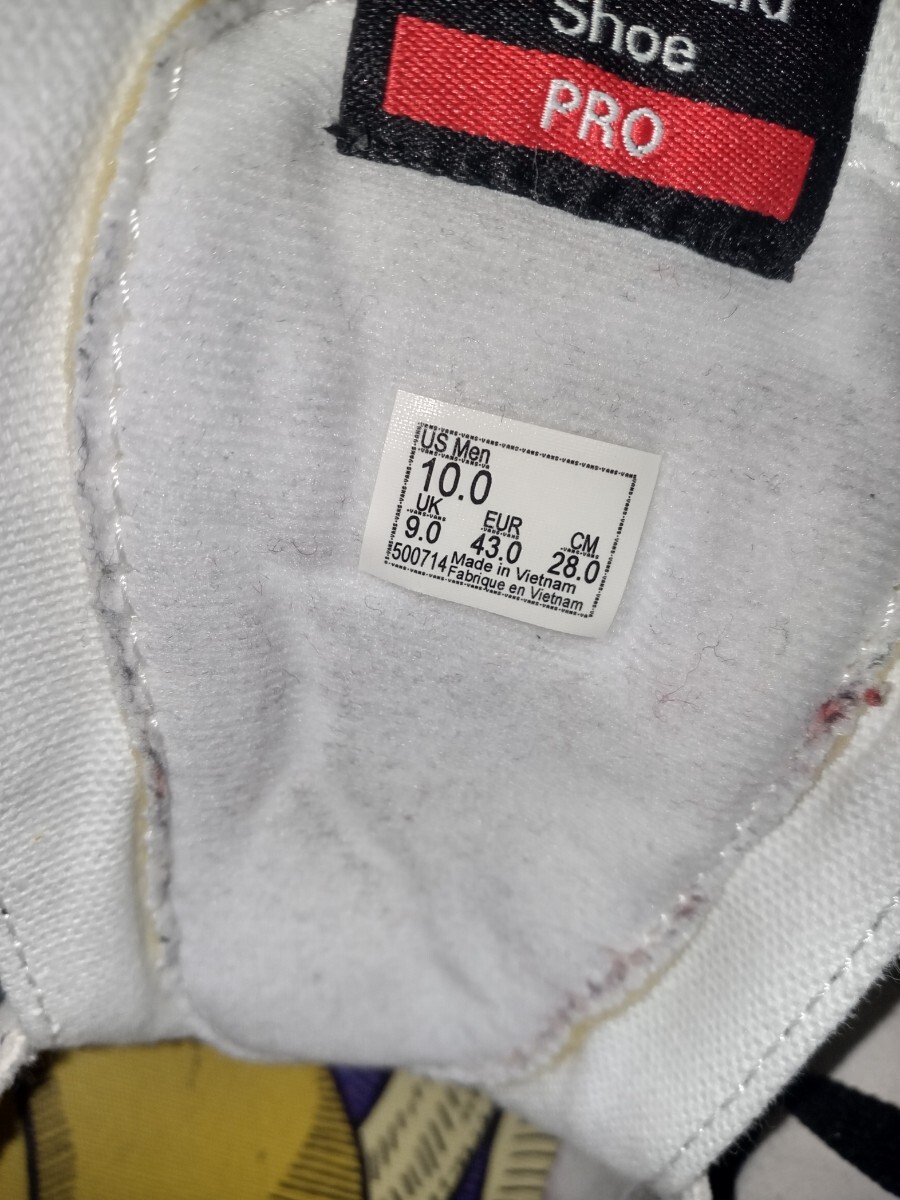 Shoe
PRO
US Men
10.0
UK EUR CM
9.0 43.0 28.0
500714 Made in Vietnam
Fabrique en Vietnam